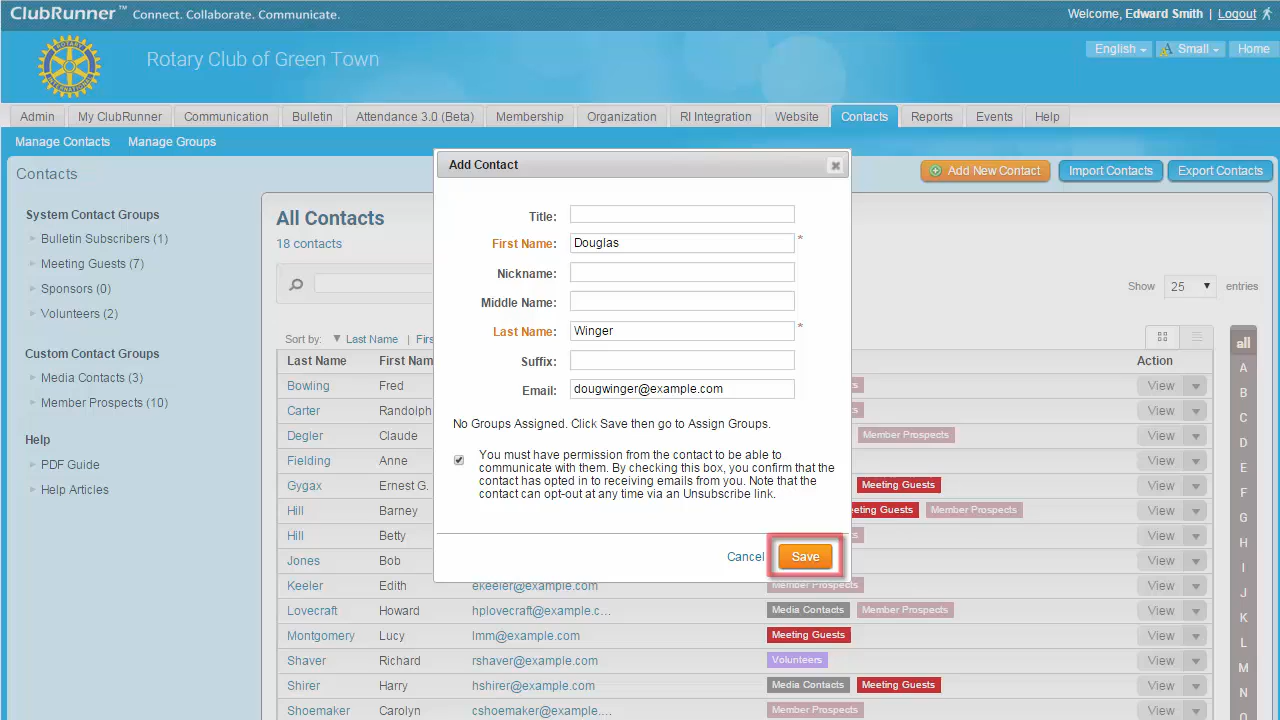 ClubRunner™ Connect. Collaborate. Communicate.
Welcome, Edward Smith | Logout
Rotary Club of Green Town
English Small Home
Admin My ClubRunner Communication Bulletin Attendance 3.0 (Beta) Membership Organization RI Integration Website Contacts Reports Events Help
Manage Contacts Manage Groups
Contacts
Add New Contact Import Contacts Export Contacts
System Contact Groups
Bulletin Subscribers (1)
Meeting Guests (7)
Sponsors (0)
Volunteers (2)
Custom Contact Groups
Media Contacts (3)
Member Prospects (10)
Help
PDF Guide
Help Articles
All Contacts
18 contacts
Show 25 entries
Sort by: Last Name | Firs
Last Name First Nam Action
Bowling Fred s View
Carter Randolph s View
Degler Claude Member Prospects View
Fielding Anne View
Gygax Ernest G. Meeting Guests View
Hill Barney eeting Guests Member Prospects View
Hill Betty s View
Jones Bob View
Keeler Edith ekeeler@example.com Member Prospects View
Lovecraft Howard hplovecraft@example.c... Media Contacts Member Prospects View
Montgomery Lucy lmm@example.com Meeting Guests View
Shaver Richard rshaver@example.com Volunteers View
Shirer Harry hshirer@example.com Media Contacts Meeting Guests View
Shoemaker Carolyn cshoemaker@example.com Member Prospects View
all
A
B
C
D
E
F
G
H
I
J
K
L
M
N
Add Contact
Title:
First Name: Douglas *
Nickname:
Middle Name:
Last Name: Winger *
Suffix:
Email: dougwinger@example.com
No Groups Assigned. Click Save then go to Assign Groups.
You must have permission from the contact to be able to
communicate with them. By checking this box, you confirm that the
contact has opted in to receiving emails from you. Note that the
contact can opt-out at any time via an Unsubscribe link.
Cancel Save